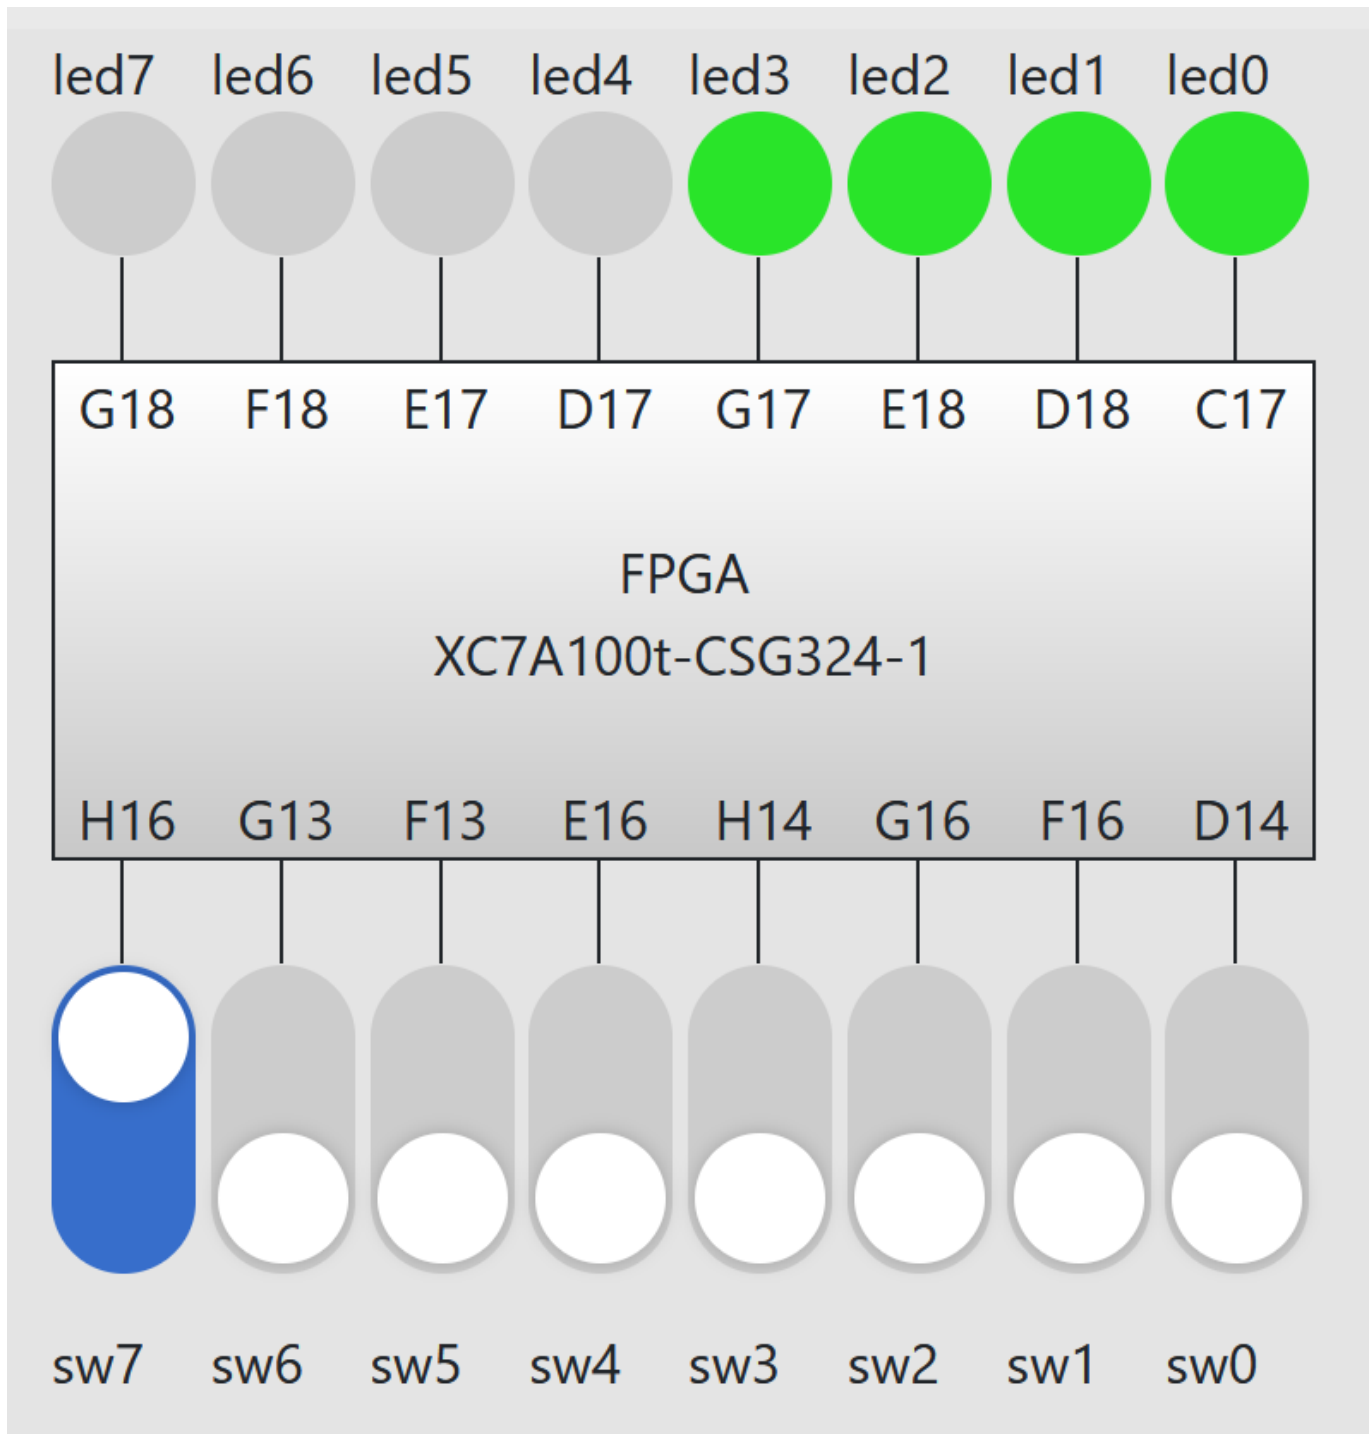 led7 led6 led5 led4 led3 led2 led1 led0
G18 F18 E17 D17 G17 E18 D18 C17
FPGA
XC7A100t-CSG324-1
H16 G13 F13 E16 H14 G16 F16 D14
sw7 sw6 sw5 sw4 sw3 sw2 sw1 sw0